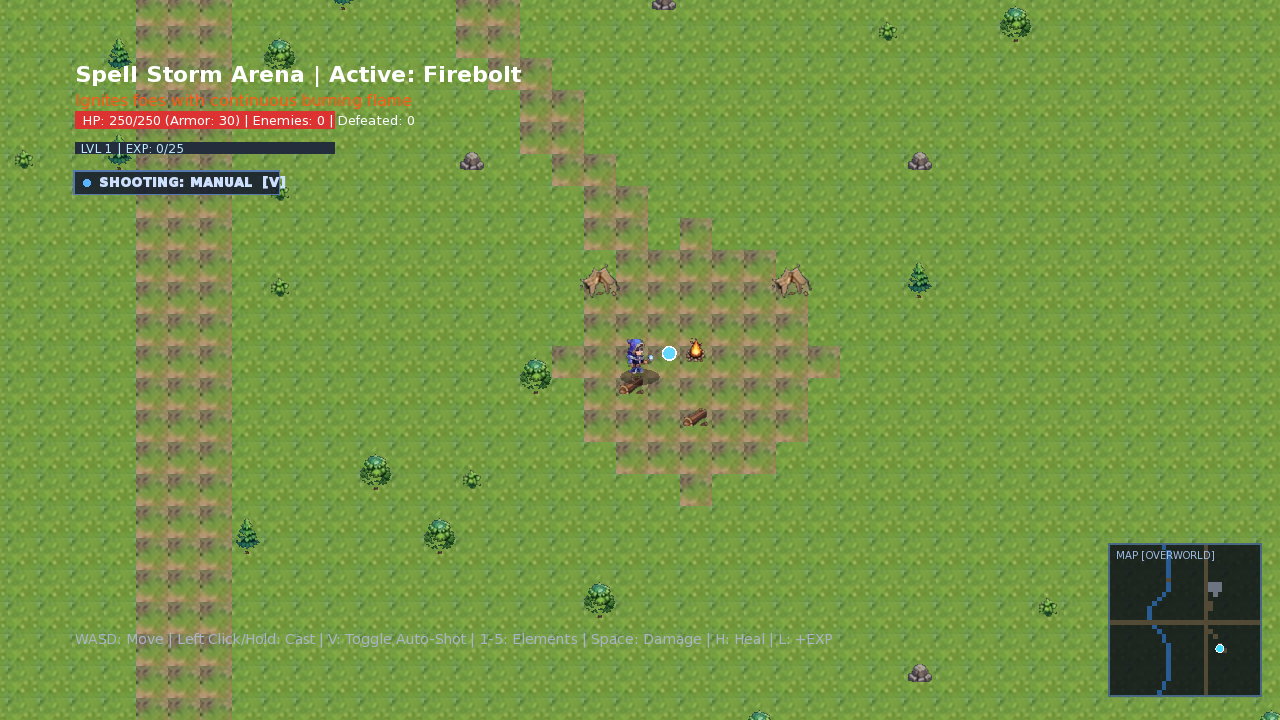 Spell Storm Arena | Active: Firebolt
Ignites foes with continuous burning flame
HP: 250/250 (Armor: 30) | Enemies: 0 | Defeated: 0
LVL 1 | EXP: 0/25
SHOOTING: MANUAL [V]
MAP [OVERWORLD]
WASD: Move | Left Click/Hold: Cast | V: Toggle Auto-Shot | 1-5: Elements | Space: Damage | H: Heal | L: +EXP